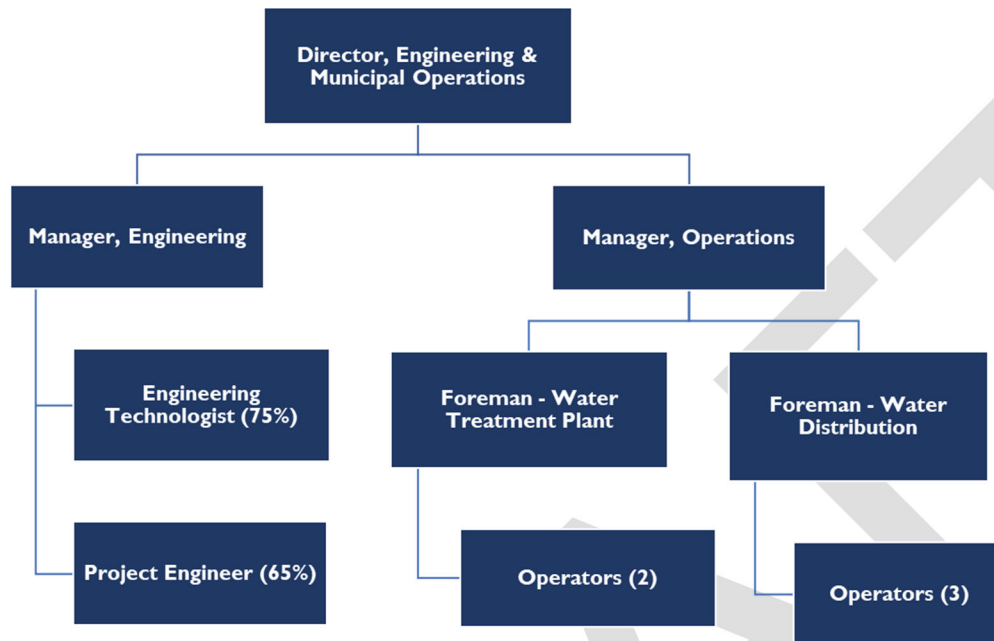 Director, Engineering &
Municipal Operations
Manager, Engineering
Manager, Operations
Engineering
Technologist (75%)
Foreman - Water
Treatment Plant
Foreman - Water
Distribution
Project Engineer (65%)
Operators (2)
Operators (3)